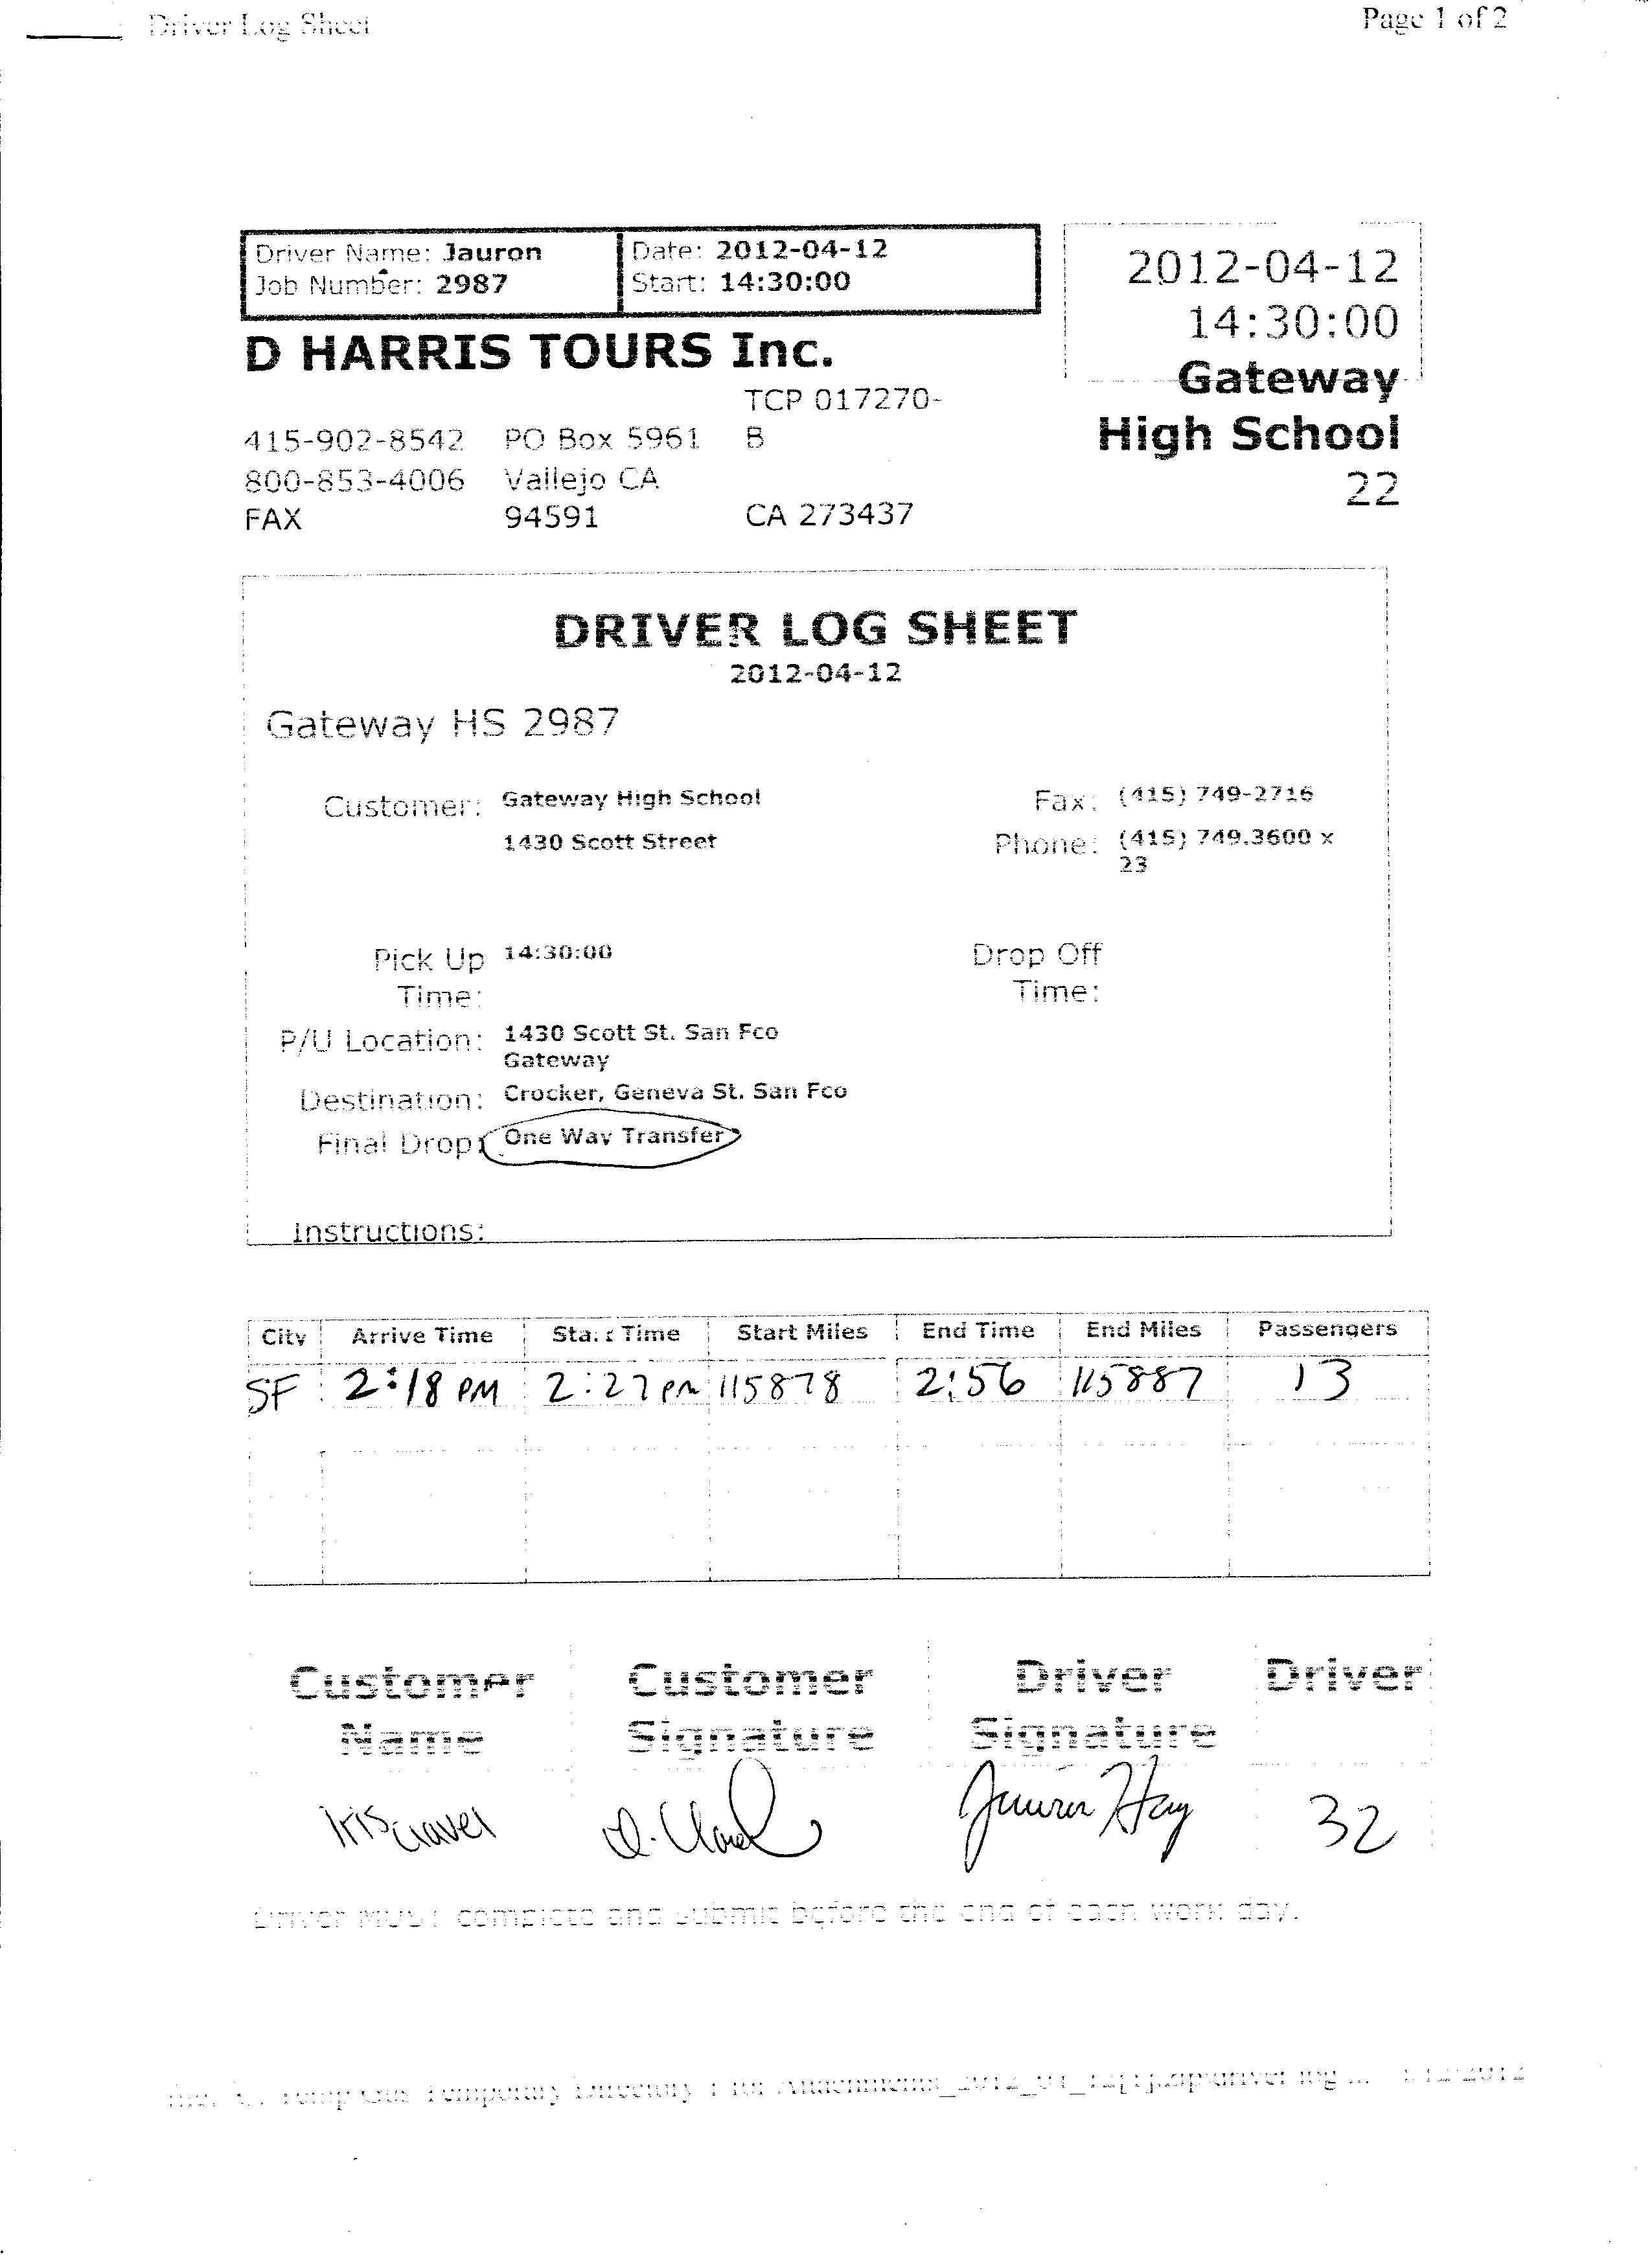 Driver Log Sheet
Page 1 of 2
Driver Name: Jauron
Job Number: 2987
Date: 2012-04-12
Start: 14:30:00
2012-04-12
14:30:00
Gateway
High School
22
D HARRIS TOURS Inc.
415-902-8542
800-853-4006
FAX
PO Box 5961
Vallejo CA
94591
TCP 017270-
B
CA 273437
DRIVER LOG SHEET
2012-04-12
Gateway HS 2987
Customer: Gateway High School
1430 Scott Street
Fax: (415) 749-2716
Phone: (415) 749.3600 x
23
Pick Up
Time:
14:30:00
Drop Off
Time:
P/U Location: 1430 Scott St. San Fco
Gateway
Destination: Crocker, Geneva St. San Fco
Final Drop: One Way Transfer
Instructions:
City Arrive Time Start Time Start Miles End Time End Miles Passengers
SF 2:18 PM 2:27 PM 115878 2:56 115887 13
Customer
Name
Customer
Signature
Driver
Signature
Driver
Iris Clavel
Jauron Hay
32
Driver MUST complete and submit before the end of each work day.